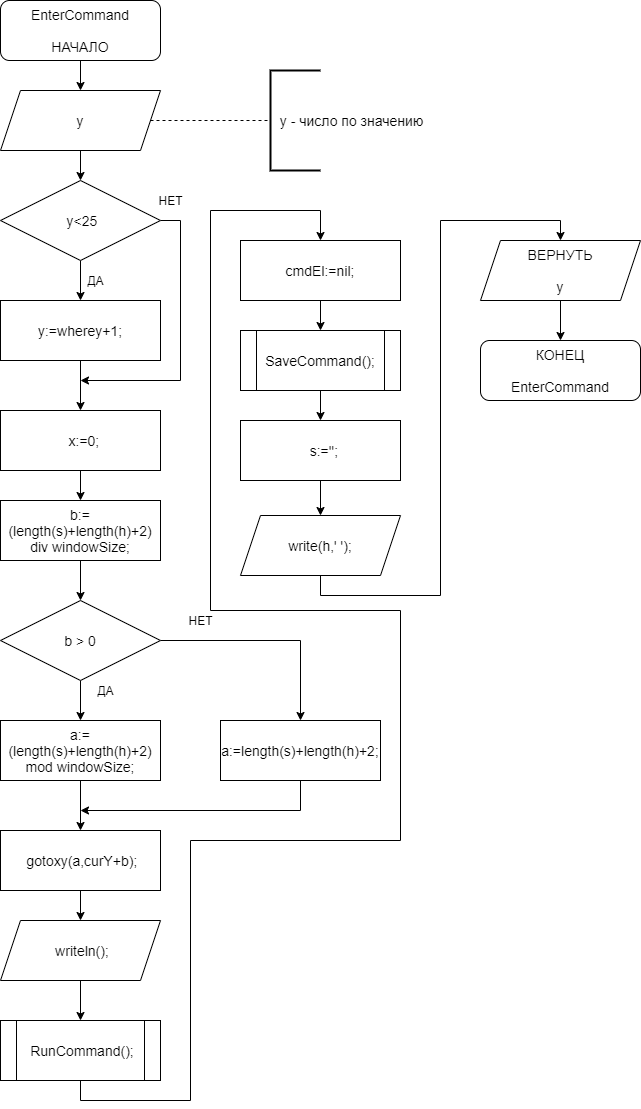 EnterCommand
НАЧАЛО
y
y - число по значению
y<25
НЕТ
ДА
y:=wherey+1;
x:=0;
b:=
(length(s)+length(h)+2)
div windowSize;
b > 0
НЕТ
ДА
a:=
(length(s)+length(h)+2)
mod windowSize;
a:=length(s)+length(h)+2;
gotoxy(a,curY+b);
writeln();
RunCommand();
cmdEl:=nil;
SaveCommand();
s:='';
write(h,' ');
ВЕРНУТЬ
y
КОНЕЦ
EnterCommand